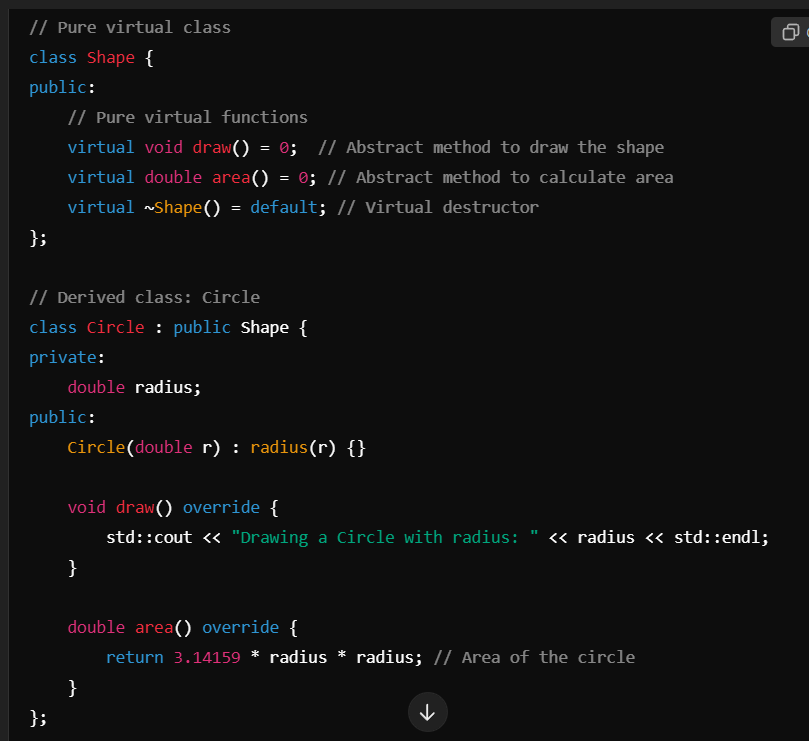 // Pure virtual class
class Shape {
public:
    // Pure virtual functions
    virtual void draw() = 0;  // Abstract method to draw the shape
    virtual double area() = 0; // Abstract method to calculate area
    virtual ~Shape() = default; // Virtual destructor
};

// Derived class: Circle
class Circle : public Shape {
private:
    double radius;
public:
    Circle(double r) : radius(r) {}

    void draw() override {
        std::cout << "Drawing a Circle with radius: " << radius << std::endl;
    }

    double area() override {
        return 3.14159 * radius * radius; // Area of the circle
    }
};